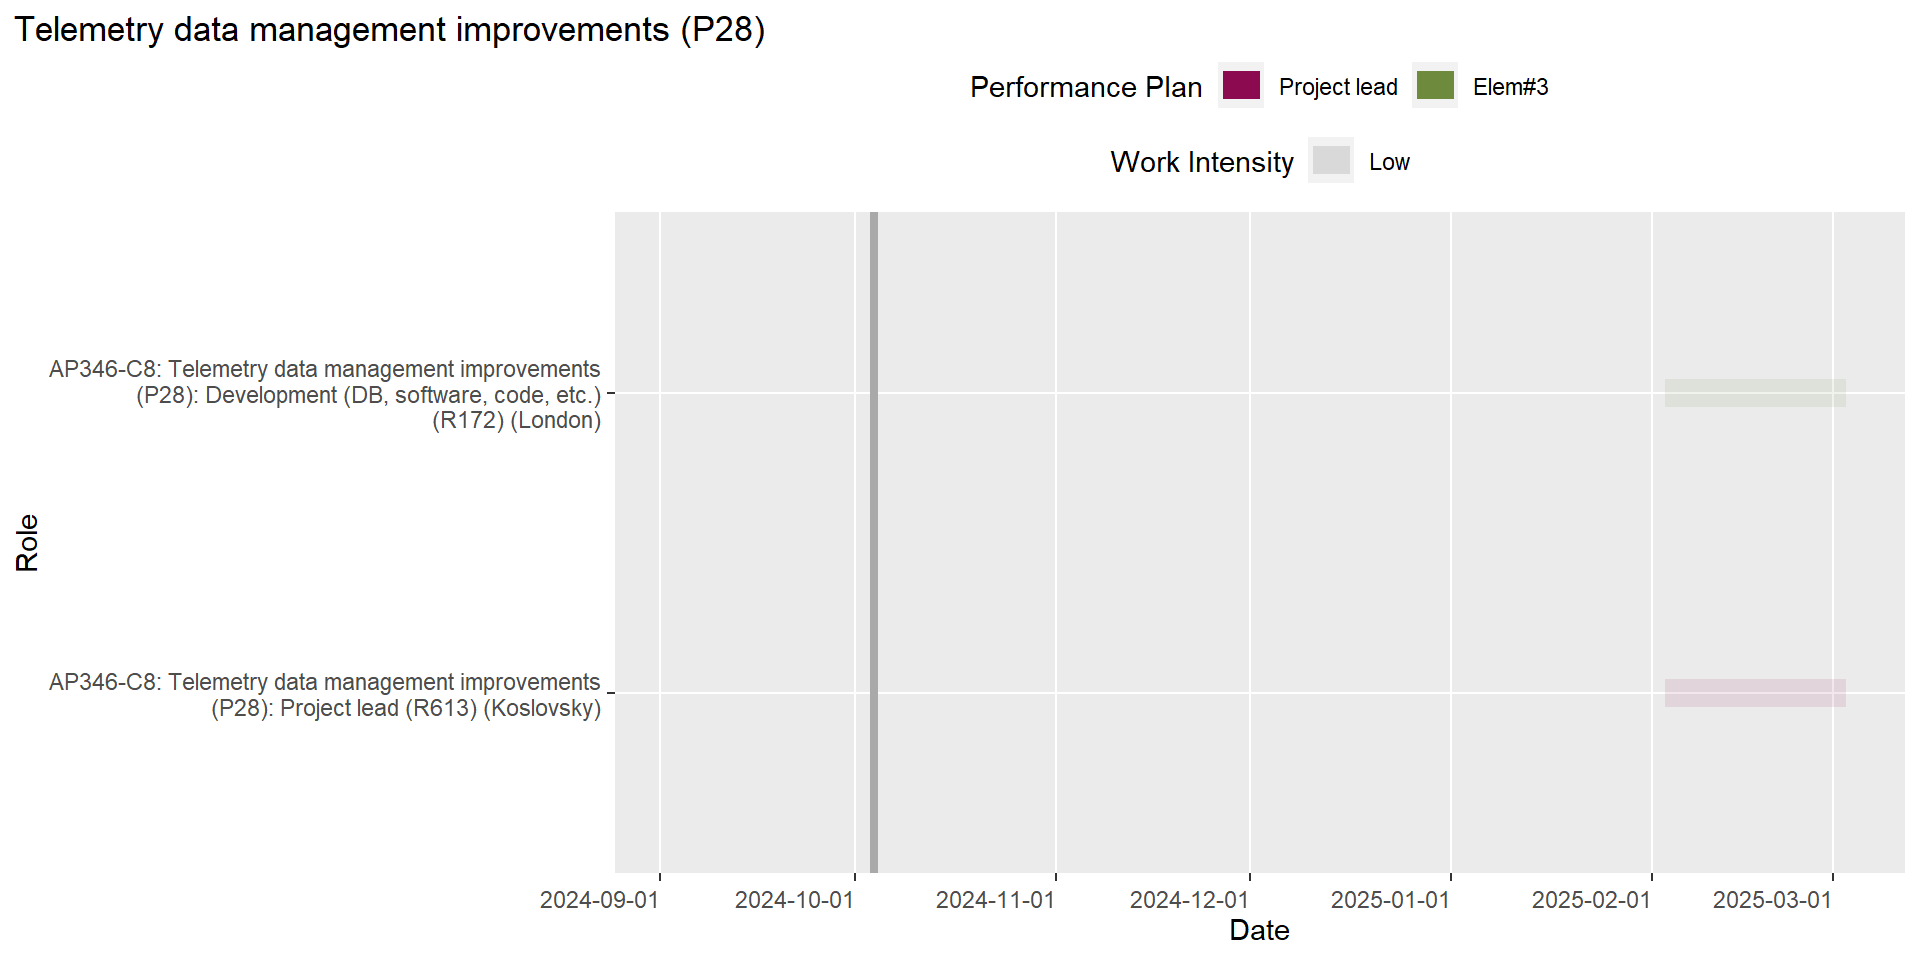 Telemetry data management improvements (P28)
Performance Plan Project lead Elem#3
Work Intensity Low
AP346-C8: Telemetry data management improvements
(P28): Development (DB, software, code, etc.)
(R172) (London)
Role
AP346-C8: Telemetry data management improvements
(P28): Project lead (R613) (Koslovsky)
2024-09-01 2024-10-01 2024-11-01 2024-12-01 2025-01-01 2025-02-01 2025-03-01
Date